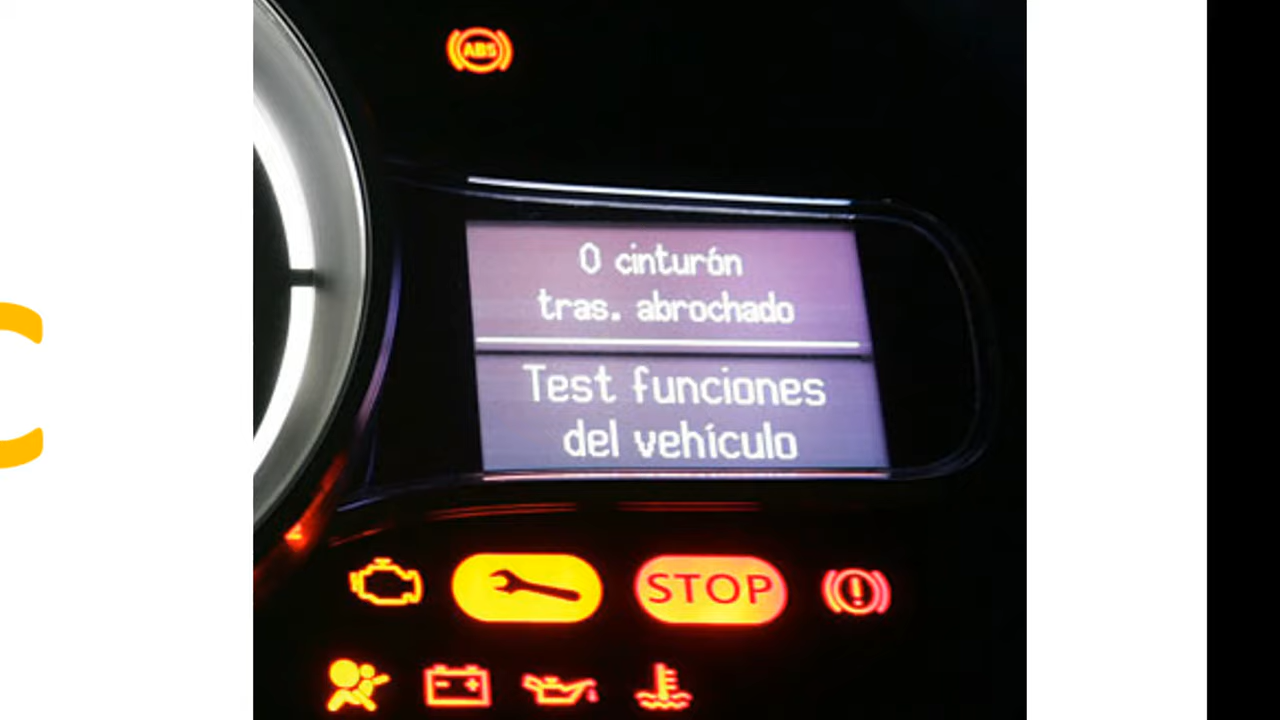 C
ABS
0 cinturón
tras. abrochado
Test funciones
del vehículo
STOP